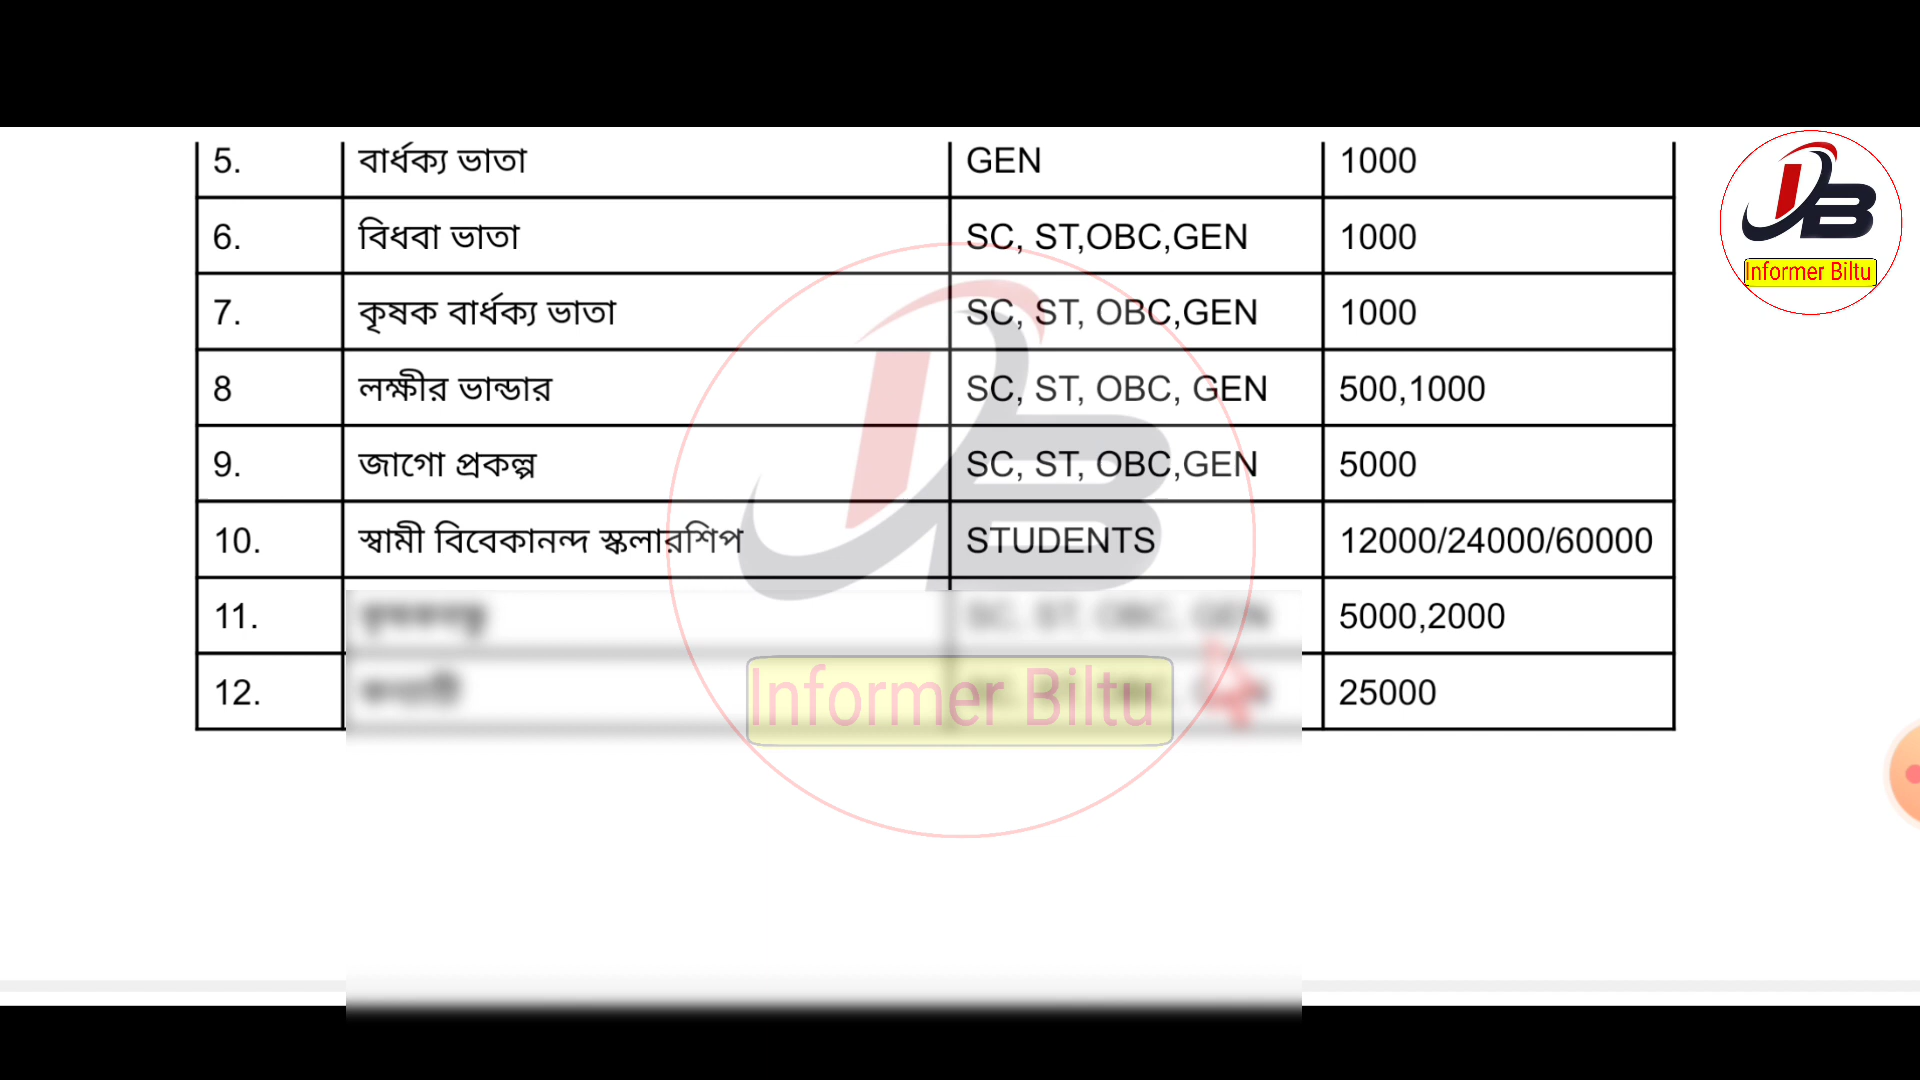 5. বার্ধক্য ভাতা GEN 1000
6. বিধবা ভাতা SC, ST,OBC,GEN 1000
7. কৃষক বার্ধক্য ভাতা SC, ST, OBC,GEN 1000
8 লক্ষীর ভান্ডার SC, ST, OBC, GEN 500,1000
9. জাগো প্রকল্প SC, ST, OBC,GEN 5000
10. স্বামী বিবেকানন্দ স্কলারশিপ STUDENTS 12000/24000/60000
11. 5000,2000
12. 25000
IB
Informer Biltu
Informer Biltu